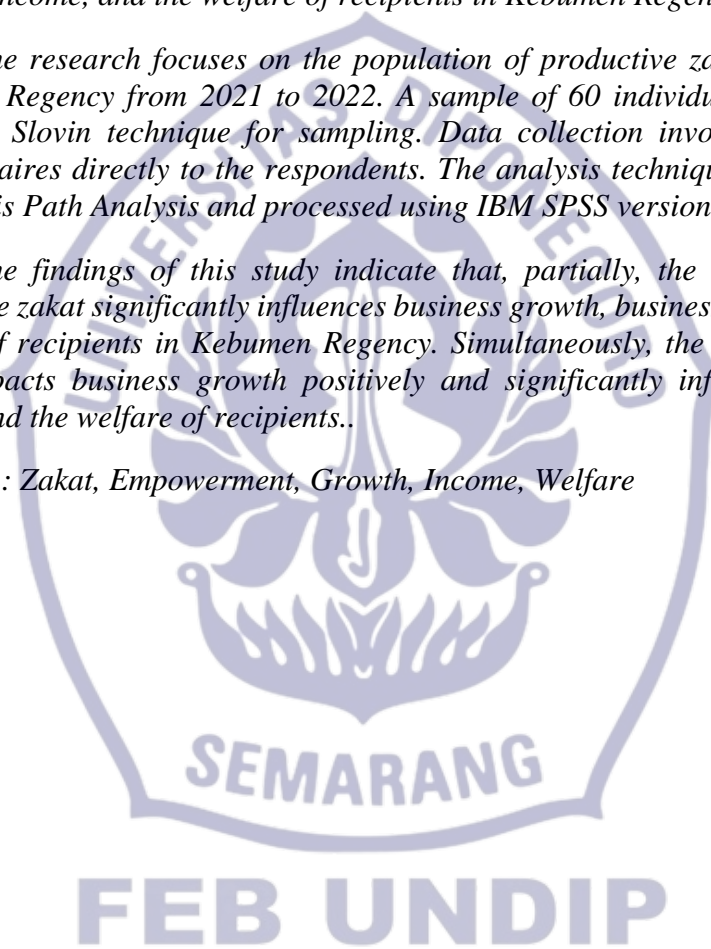 ncome, and the welfare of recipients in Kebumen Regen
he research focuses on the population of productive za
Regency from 2021 to 2022. A sample of 60 individu
Slovin technique for sampling. Data collection invo
aires directly to the respondents. The analysis techniqu
is Path Analysis and processed using IBM SPSS version
he findings of this study indicate that, partially, the
e zakat significantly influences business growth, busines
f recipients in Kebumen Regency. Simultaneously, the
pacts business growth positively and significantly inf
nd the welfare of recipients..
: Zakat, Empowerment, Growth, Income, Welfare
UNIVERSITAS DIPONEGORO
SEMARANG
FEB UNDIP